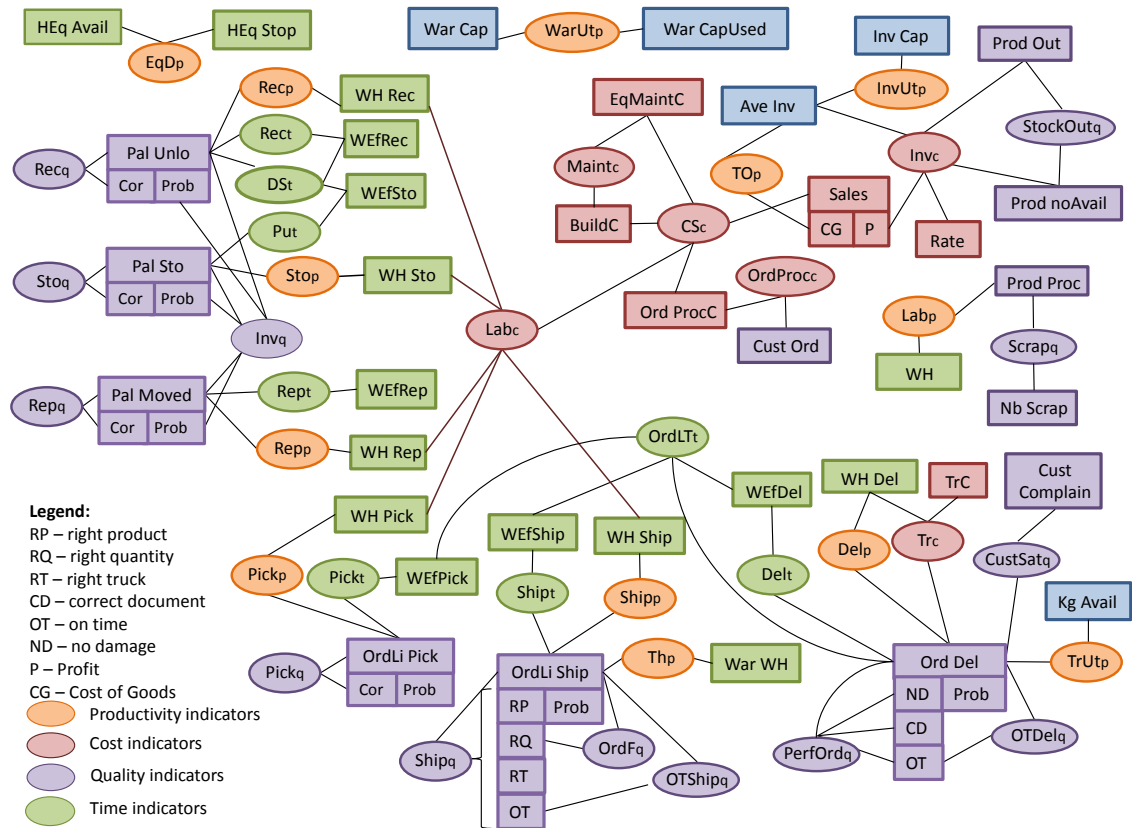 HEq Avail
HEq Stop
EqDp
War Cap
WarUtp
War CapUsed
Inv Cap
InvUtp
Prod Out
Recp
WH Rec
EqMaintC
Ave Inv
StockOutq
Pal Unlo
Cor Prob
Recq
Rect
WEfRec
DSt
WEfSto
Maintc
TOp
Invc
Prod noAvail
Put
BuildC
CSc
Sales
CG P
Rate
Pal Sto
Cor Prob
Stoq
Stop
WH Sto
Ord ProcC
OrdProcc
Cust Ord
Prod Proc
Labp
WH
Scrapq
Nb Scrap
Invq
Labc
Pal Moved
Cor Prob
Repq
Rept
WEfRep
Repp
WH Rep
OrdLTt
WEfDel
WH Del
TrC
Cust
Complain
WH Pick
WEfShip
WH Ship
Delp
Trc
CustSatq
Pickp
Pickt
WEfPick
Shipt
Shipp
Delt
Kg Avail
OrdLi Pick
Cor Prob
Pickq
OrdLi Ship
RP Prob
RQ
RT
OT
Shipq
OrdFq
OTShipq
Thp
War WH
Ord Del
ND Prob
CD
OT
PerfOrdq
OTDelq
TrUtp
Legend:
RP – right product
RQ – right quantity
RT – right truck
CD – correct document
OT – on time
ND – no damage
P – Profit
CG – Cost of Goods
Productivity indicators
Cost indicators
Quality indicators
Time indicators